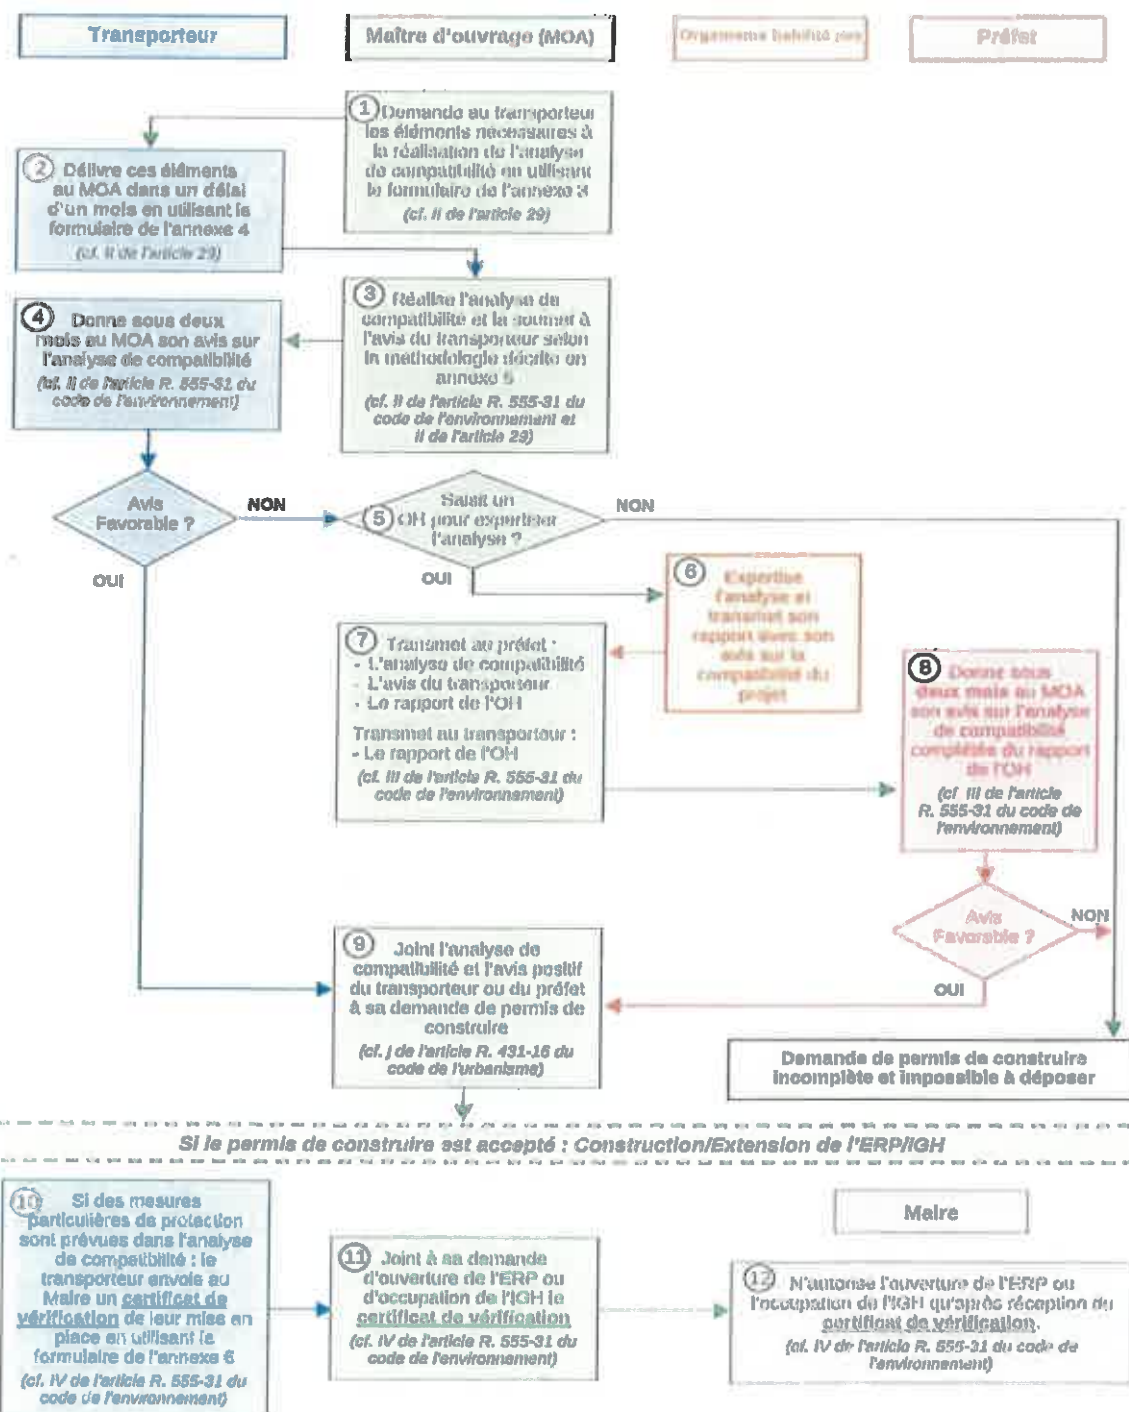 Transporteur
Maître d'ouvrage (MOA)
Organisme habilité
Préfet
1 Demande au transporteur
les éléments nécessaires à
la réalisation de l'analyse
de compatibilité en utilisant
le formulaire de l'annexe 3
(cf. II de l'article 29)
2 Délivre ces éléments
au MOA dans un délai
d'un mois en utilisant le
formulaire de l'annexe 4
(cf. II de l'article 29)
3 Réalise l'analyse de
compatibilité et la soumet à
l'avis du transporteur selon
la méthodologie décrite en
annexe 5
(cf. II de l'article R. 555-31 du
code de l'environnement et
II de l'article 29)
4 Donne sous deux
mois au MOA son avis sur
l'analyse de compatibilité
(cf. II de l'article R. 555-31 du
code de l'environnement)
Avis
Favorable ?
NON
OUI
Saisit un
5 OH pour expertiser
l'analyse ?
NON
OUI
6 Expertise
l'analyse et
transmet son
rapport avec son
avis sur la
compatibilité du
projet
7 Transmet au préfet :
- L'analyse de compatibilité
- L'avis du transporteur
- Le rapport de l'OH
Transmet au transporteur :
- Le rapport de l'OH
(cf. III de l'article R. 555-31 du
code de l'environnement)
8 Donne sous
deux mois au MOA
son avis sur l'analyse
de compatibilité
complétée du rapport
de l'OH
(cf III de l'article
R. 555-31 du code de
l'environnement)
Avis
Favorable ?
NON
OUI
9 Joint l'analyse de
compatibilité et l'avis positif
du transporteur ou du préfet
à sa demande de permis de
construire
(cf. j de l'article R. 431-16 du
code de l'urbanisme)
Demande de permis de construire
incomplète et impossible à déposer
Si le permis de construire est accepté : Construction/Extension de l'ERP/IGH
10 Si des mesures
particulières de protection
sont prévues dans l'analyse
de compatibilité : le
transporteur envoie au
Maire un certificat de
vérification de leur mise en
place en utilisant le
formulaire de l'annexe 6
(cf. IV de l'article R. 555-31 du
code de l'environnement)
11 Joint à sa demande
d'ouverture de l'ERP ou
d'occupation de l'IGH le
certificat de vérification
(cf. IV de l'article R. 555-31 du
code de l'environnement)
Maire
12 N'autorise l'ouverture de l'ERP ou
l'occupation de l'IGH qu'après réception du
certificat de vérification.
(cf. IV de l'article R. 555-31 du code de
l'environnement)